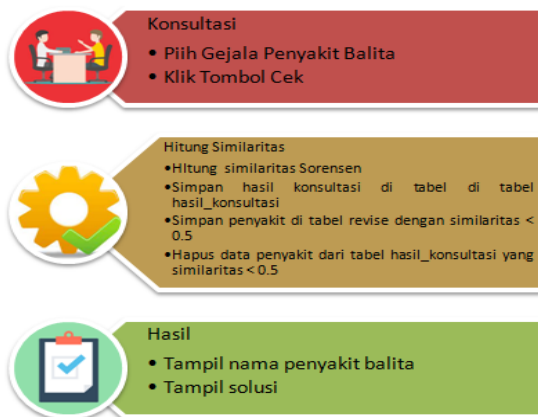 Konsultasi
• Piih Gejala Penyakit Balita
• Klik Tombol Cek
Hitung Similaritas
•HItung similaritas Sorensen
•Simpan hasil konsultasi di tabel di tabel
hasil_konsultasi
•Simpan penyakit di tabel revise dengan similaritas <
0.5
•Hapus data penyakit dari tabel hasil_konsultasi yang
similaritas < 0.5
Hasil
• Tampil nama penyakit balita
• Tampil solusi